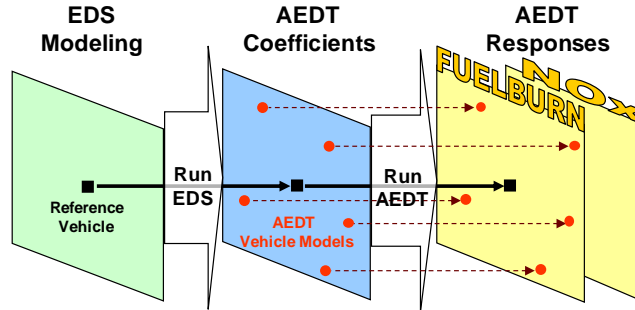 EDS
Modeling
AEDT
Coefficients
AEDT
Responses
FUELBURN
NOX
Run
EDS
Run
AEDT
Reference
Vehicle
AEDT
Vehicle Models